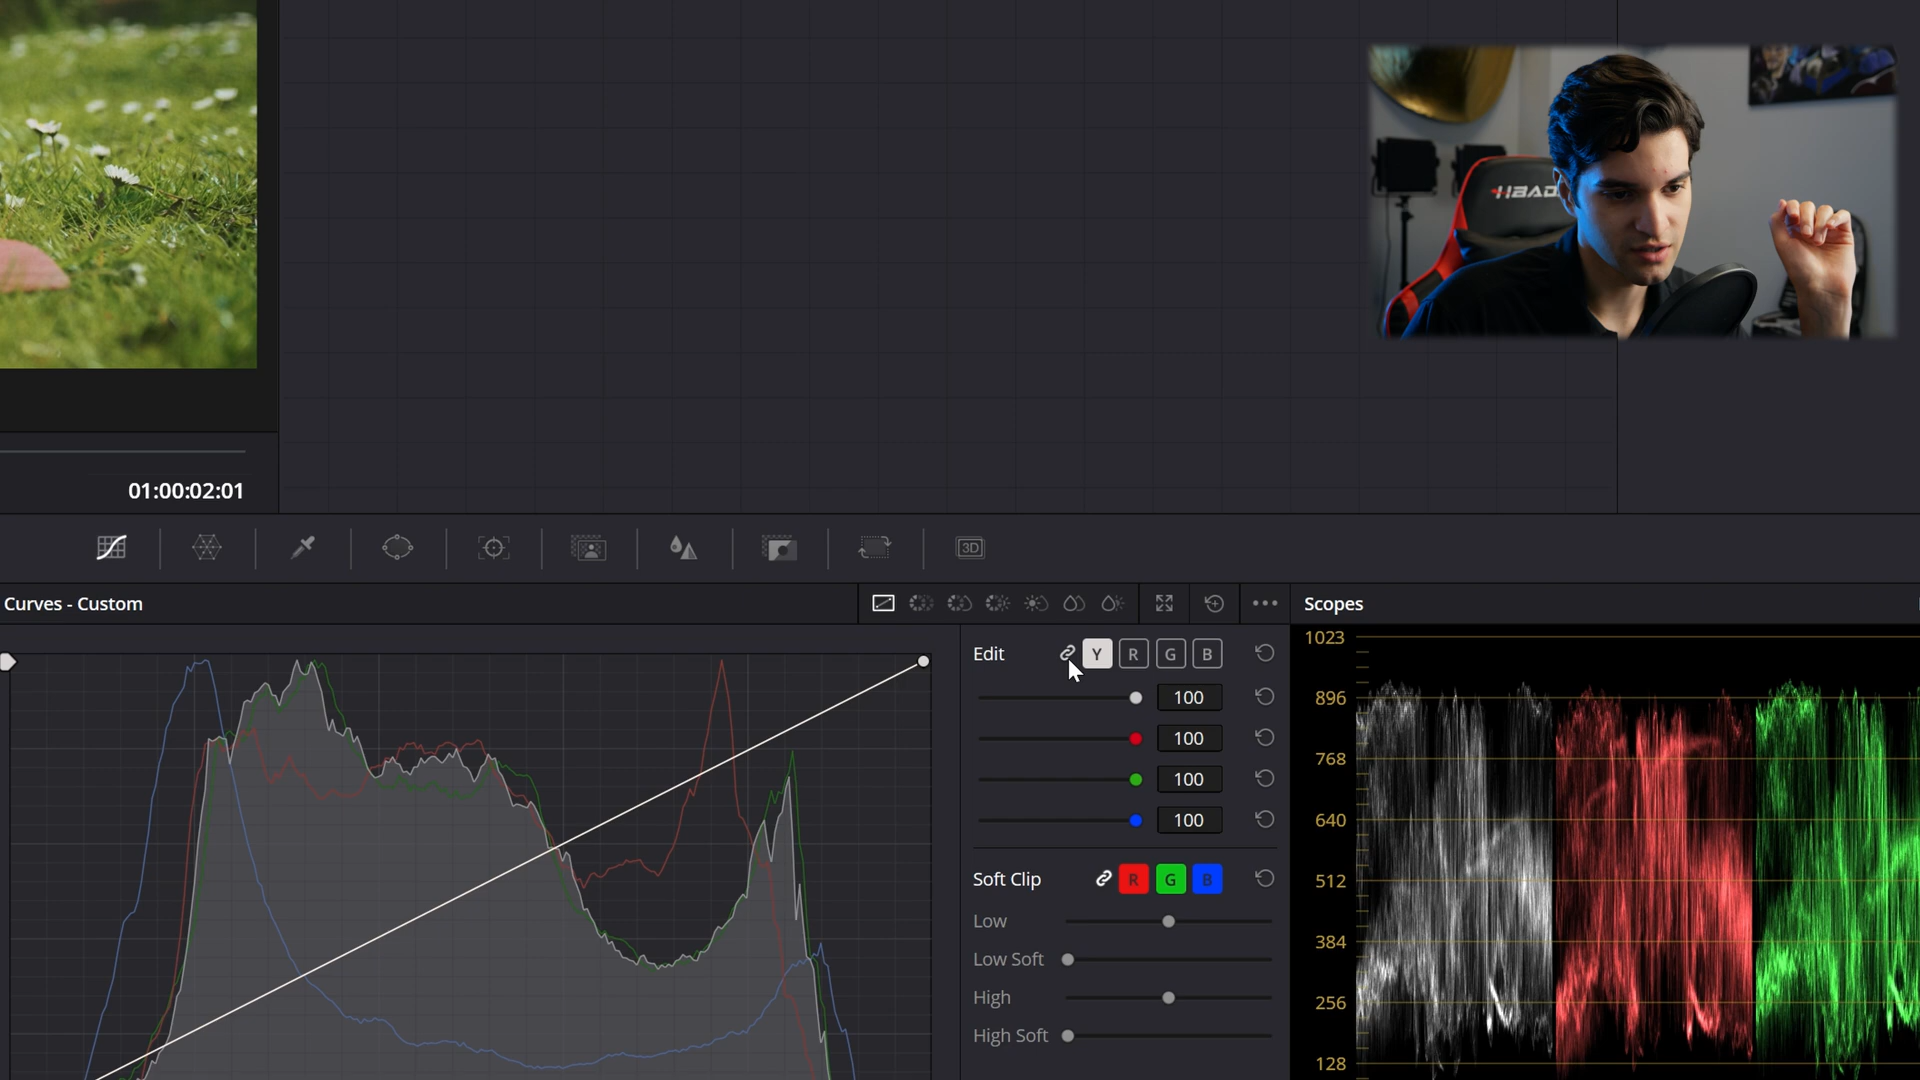 HBAD
01:00:02:01
3D
Curves - Custom
Scopes
Edit
Y
R
G
B
100
100
100
100
Soft Clip
R
G
B
Low
Low Soft
High
High Soft
1023
896
768
640
512
384
256
128